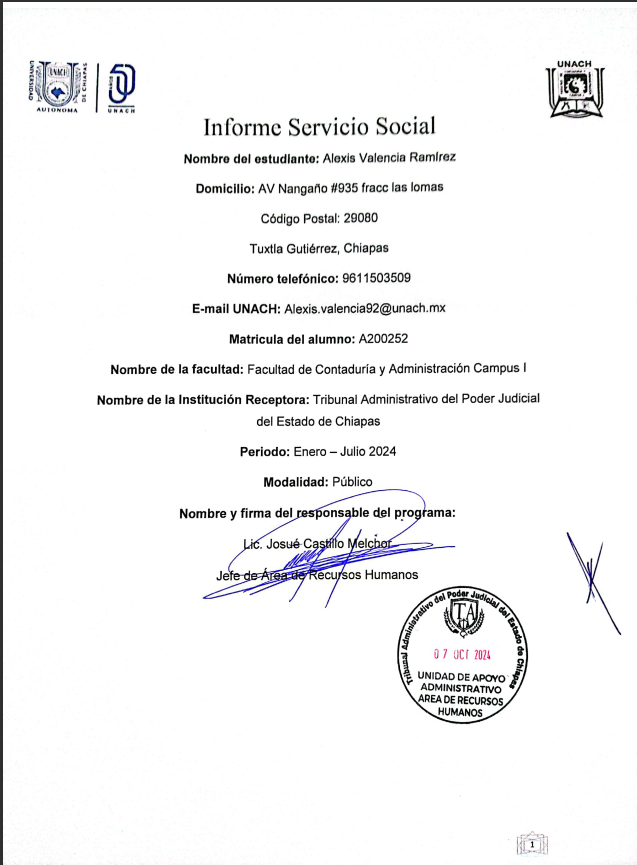 UNIVERSIDAD
UNACH
DE CHIAPAS
AUTONOMA
AÑOS
50
UNACH
UNACH
Informe Servicio Social
Nombre del estudiante: Alexis Valencia Ramírez
Domicilio: AV Nangaño #935 fracc las lomas
Código Postal: 29080
Tuxtla Gutiérrez, Chiapas
Número telefónico: 9611503509
E-mail UNACH: Alexis.valencia92@unach.mx
Matricula del alumno: A200252
Nombre de la facultad: Facultad de Contaduría y Administración Campus I
Nombre de la Institución Receptora: Tribunal Administrativo del Poder Judicial
del Estado de Chiapas
Periodo: Enero – Julio 2024
Modalidad: Público
Nombre y firma del responsable del programa:
Lic. Josué Castillo Melchor
Jefe de Área de Recursos Humanos
Tribunal Administrativo del Poder Judicial del Estado de Chiapas
TA
07 OCT 2024
UNIDAD DE APOYO
ADMINISTRATIVO
AREA DE RECURSOS
HUMANOS
1